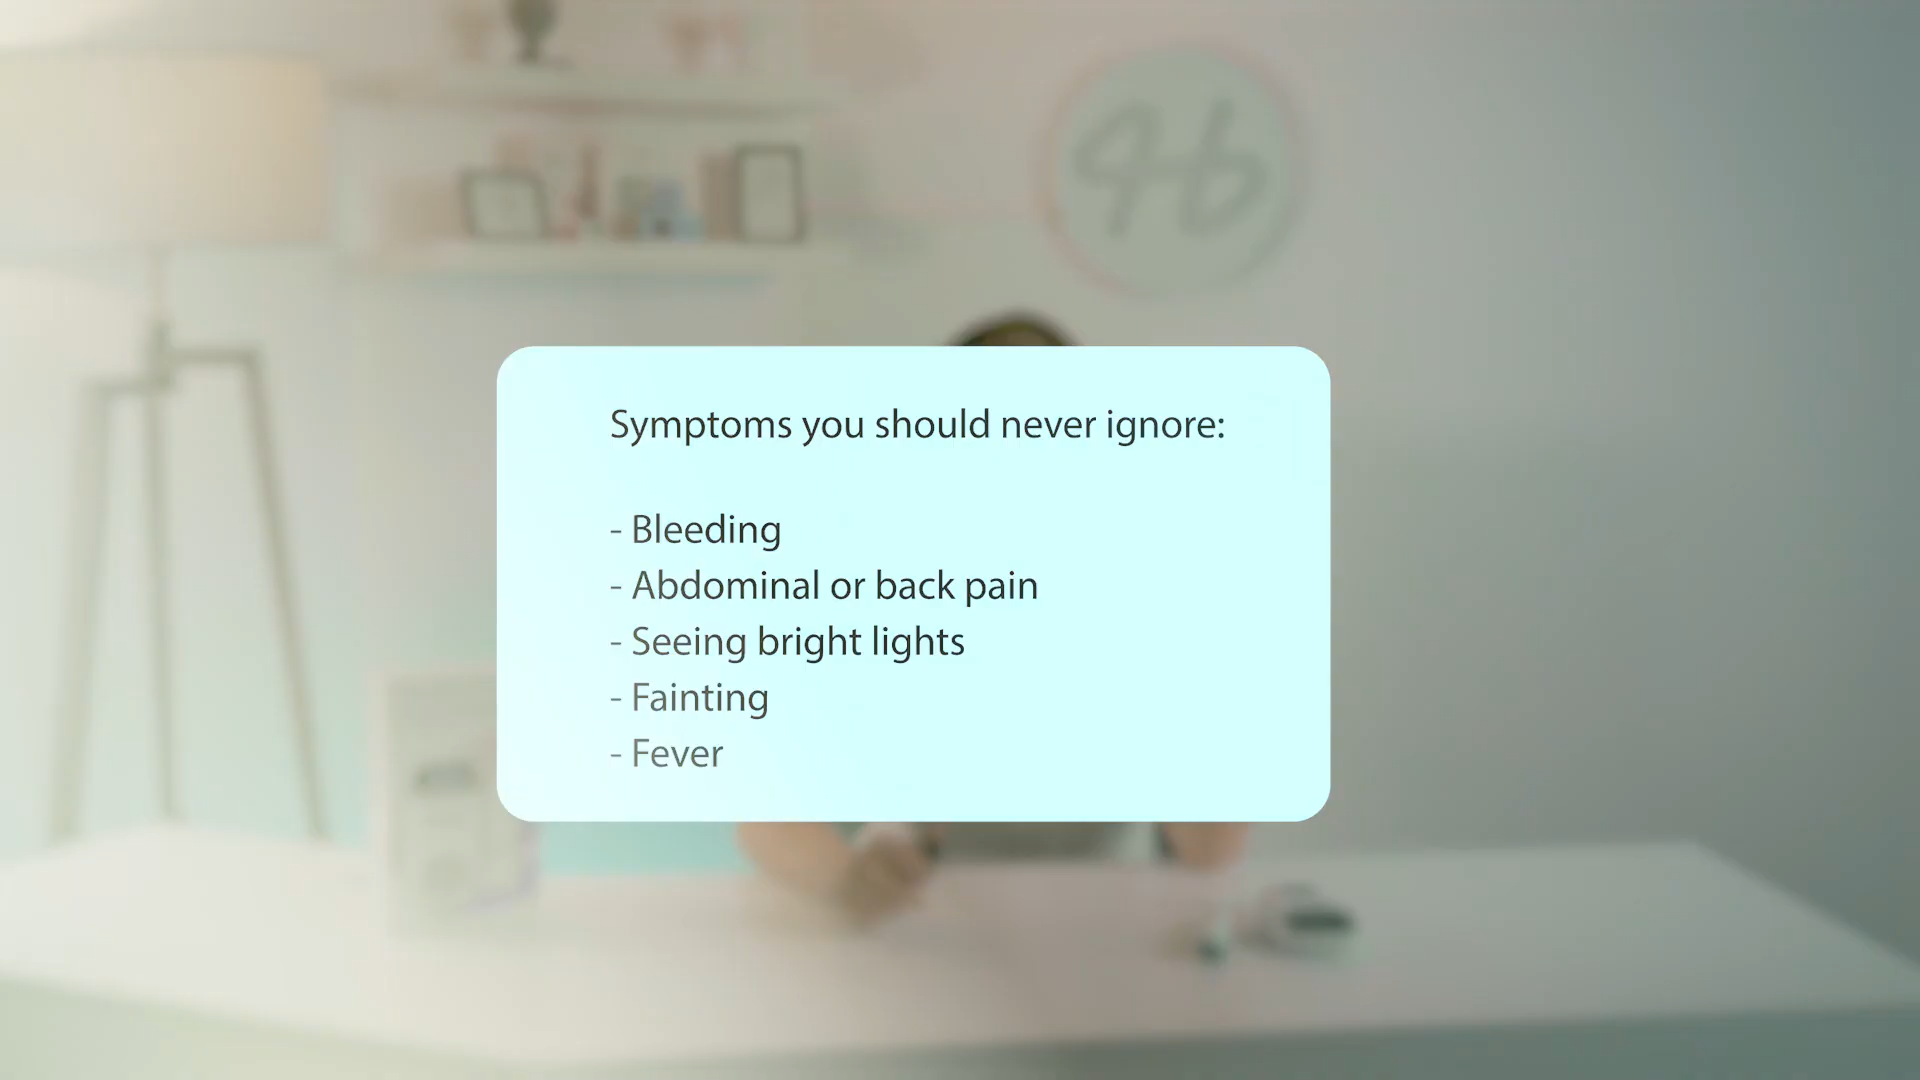 Symptoms you should never ignore:
- Bleeding
- Abdominal or back pain
- Seeing bright lights
- Fainting
- Fever